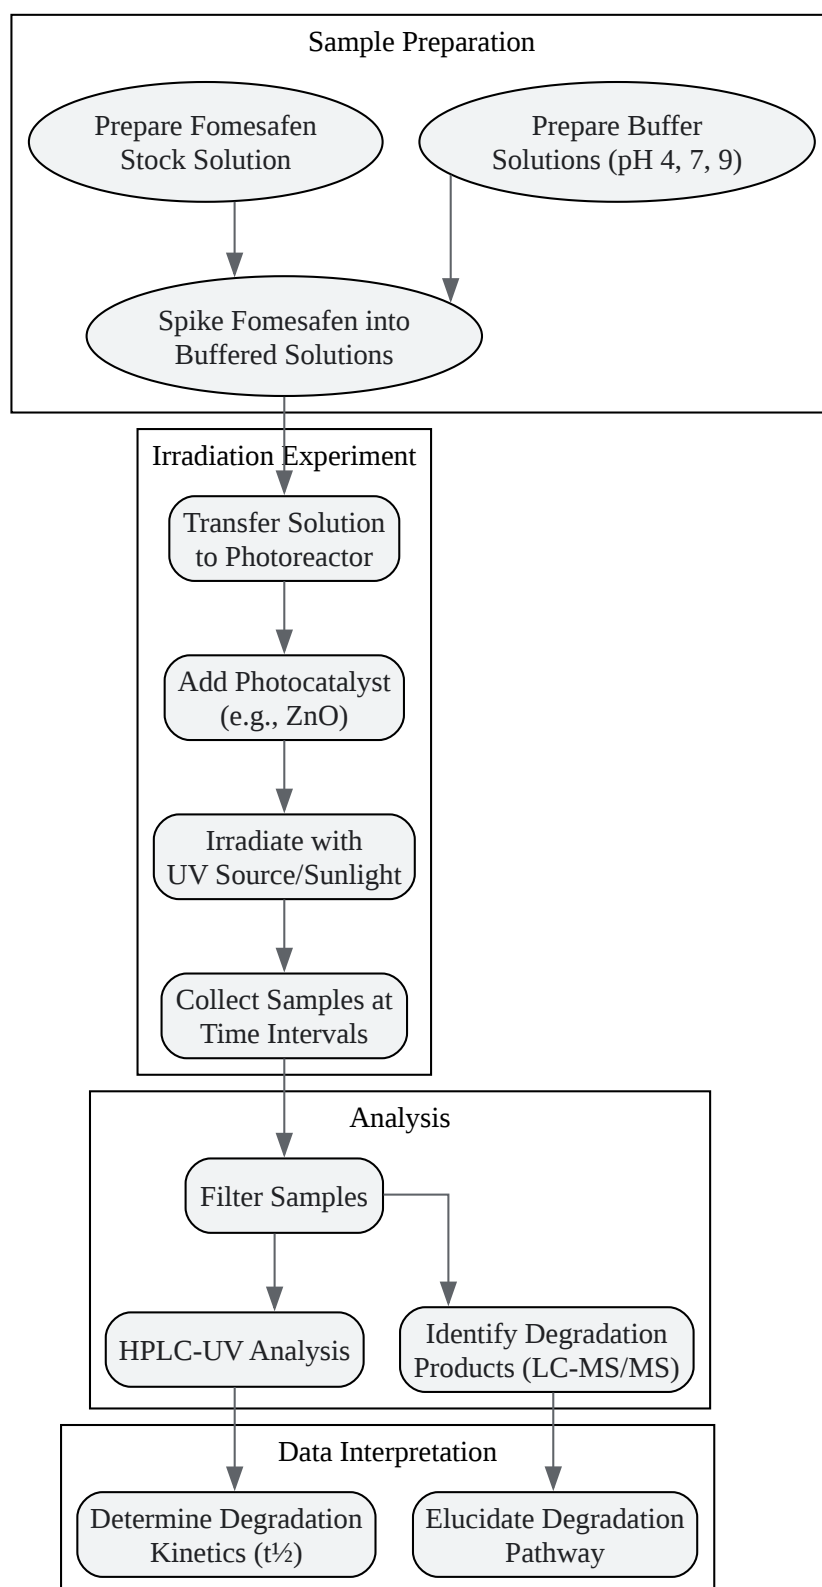 Sample Preparation
Prepare Fomesafen
Stock Solution
Prepare Buffer
Solutions (pH 4, 7, 9)
Spike Fomesafen into
Buffered Solutions
Irradiation Experiment
Transfer Solution
to Photoreactor
Add Photocatalyst
(e.g., ZnO)
Irradiate with
UV Source/Sunlight
Collect Samples at
Time Intervals
Analysis
Filter Samples
HPLC-UV Analysis
Identify Degradation
Products (LC-MS/MS)
Data Interpretation
Determine Degradation
Kinetics (t½)
Elucidate Degradation
Pathway